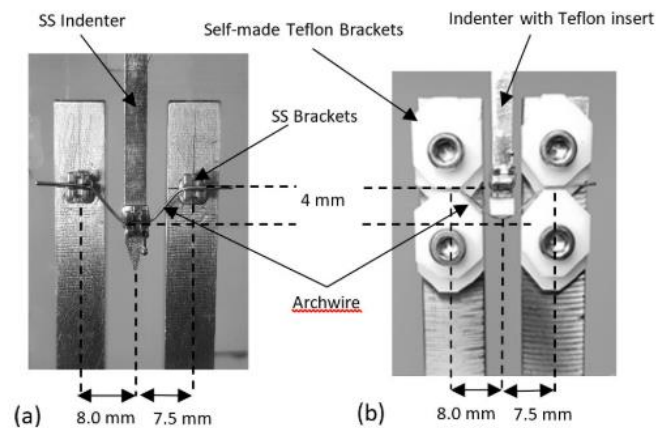 SS Indenter
Self-made Teflon Brackets
Indenter with Teflon insert
SS Brackets
4 mm
Archwire
(a)
8.0 mm
7.5 mm
(b)
8.0 mm
7.5 mm